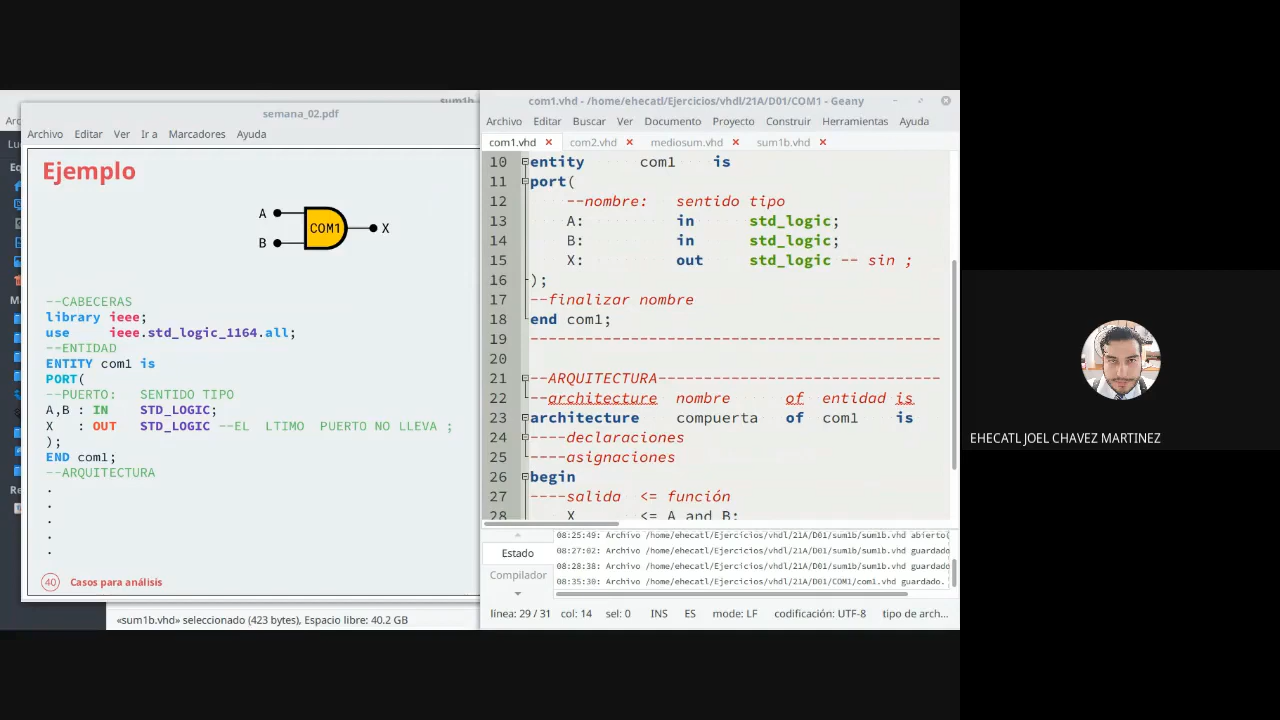 sum1b
semana_02.pdf
Archivo Editar Ver Ir a Marcadores Ayuda
Ejemplo
A
COM1
X
B
--CABECERAS
library ieee;
use ieee.std_logic_1164.all;
--ENTIDAD
ENTITY com1 is
PORT(
--PUERTO: SENTIDO TIPO
A,B : IN STD_LOGIC;
X : OUT STD_LOGIC --EL LTIMO PUERTO NO LLEVA ;
);
END com1;
--ARQUITECTURA
.
.
.
.
.
40 Casos para análisis
«sum1b.vhd» seleccionado (423 bytes), Espacio libre: 40.2 GB
com1.vhd - /home/ehecatl/Ejercicios/vhdl/21A/D01/COM1 - Geany
Archivo Editar Buscar Ver Documento Proyecto Construir Herramientas Ayuda
com1.vhd com2.vhd mediosum.vhd sum1b.vhd
10 entity com1 is
11 port(
12 --nombre: sentido tipo
13 A: in std_logic;
14 B: in std_logic;
15 X: out std_logic -- sin ;
16 );
17 --finalizar nombre
18 end com1;
19 ---------------------------------------------
20
21 --ARQUITECTURA-------------------------------
22 --architecture nombre of entidad is
23 architecture compuerta of com1 is
24 ----declaraciones
25 ----asignaciones
26 begin
27 ----salida <= función
28 X <= A and B;
Estado
Compilador
08:25:49: Archivo /home/ehecatl/Ejercicios/vhdl/21A/D01/sum1b/sum1b.vhd abierto(
08:27:02: Archivo /home/ehecatl/Ejercicios/vhdl/21A/D01/sum1b/sum1b.vhd guardado
08:28:38: Archivo /home/ehecatl/Ejercicios/vhdl/21A/D01/sum1b/sum1b.vhd guardado
08:35:30: Archivo /home/ehecatl/Ejercicios/vhdl/21A/D01/COM1/com1.vhd guardado.
línea: 29 / 31 col: 14 sel: 0 INS ES mode: LF codificación: UTF-8 tipo de arch...
EHECATL JOEL CHAVEZ MARTINEZ